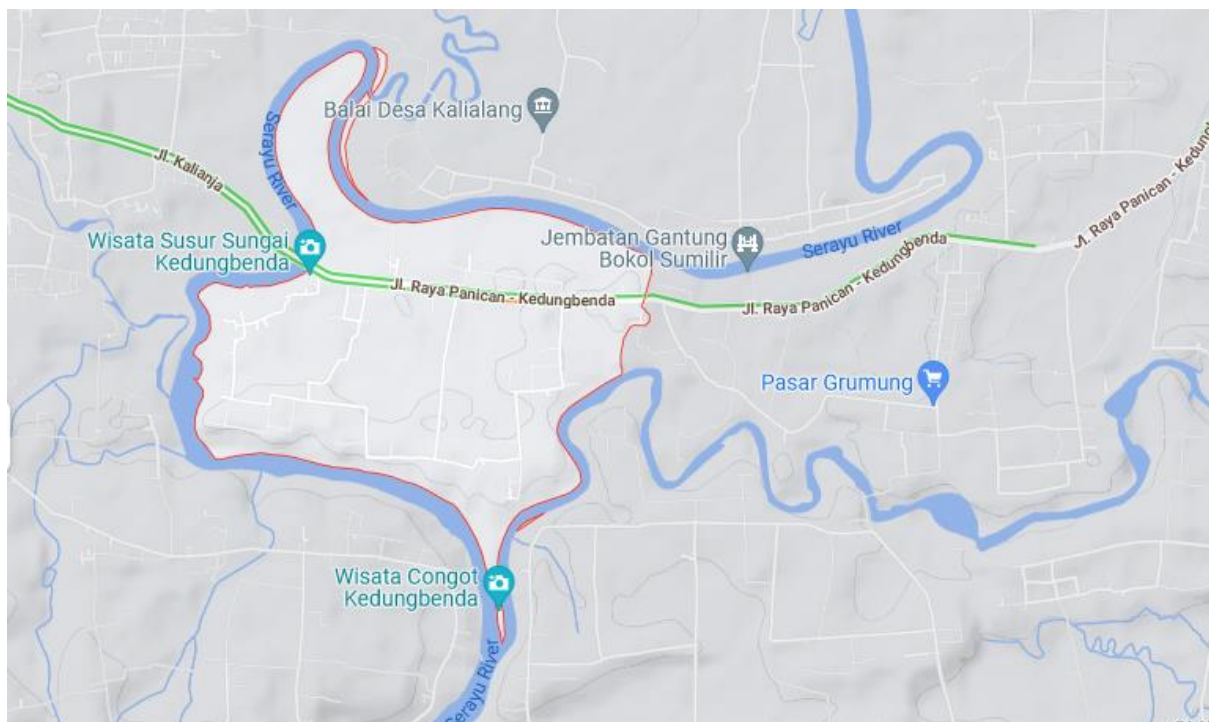 Balai Desa Kalialang
Serayu River
Jl. Kalianja
Jl. Raya Panican - Kedungt
Wisata Susur Sungai
Kedungbenda
Jembatan Gantung
Bokol Sumilir
Serayu River
Jl. Raya Panican - Kedungbenda
Jl. Raya Panican - Kedungbenda
Pasar Grumung
Wisata Congot
Kedungbenda
Serayu River